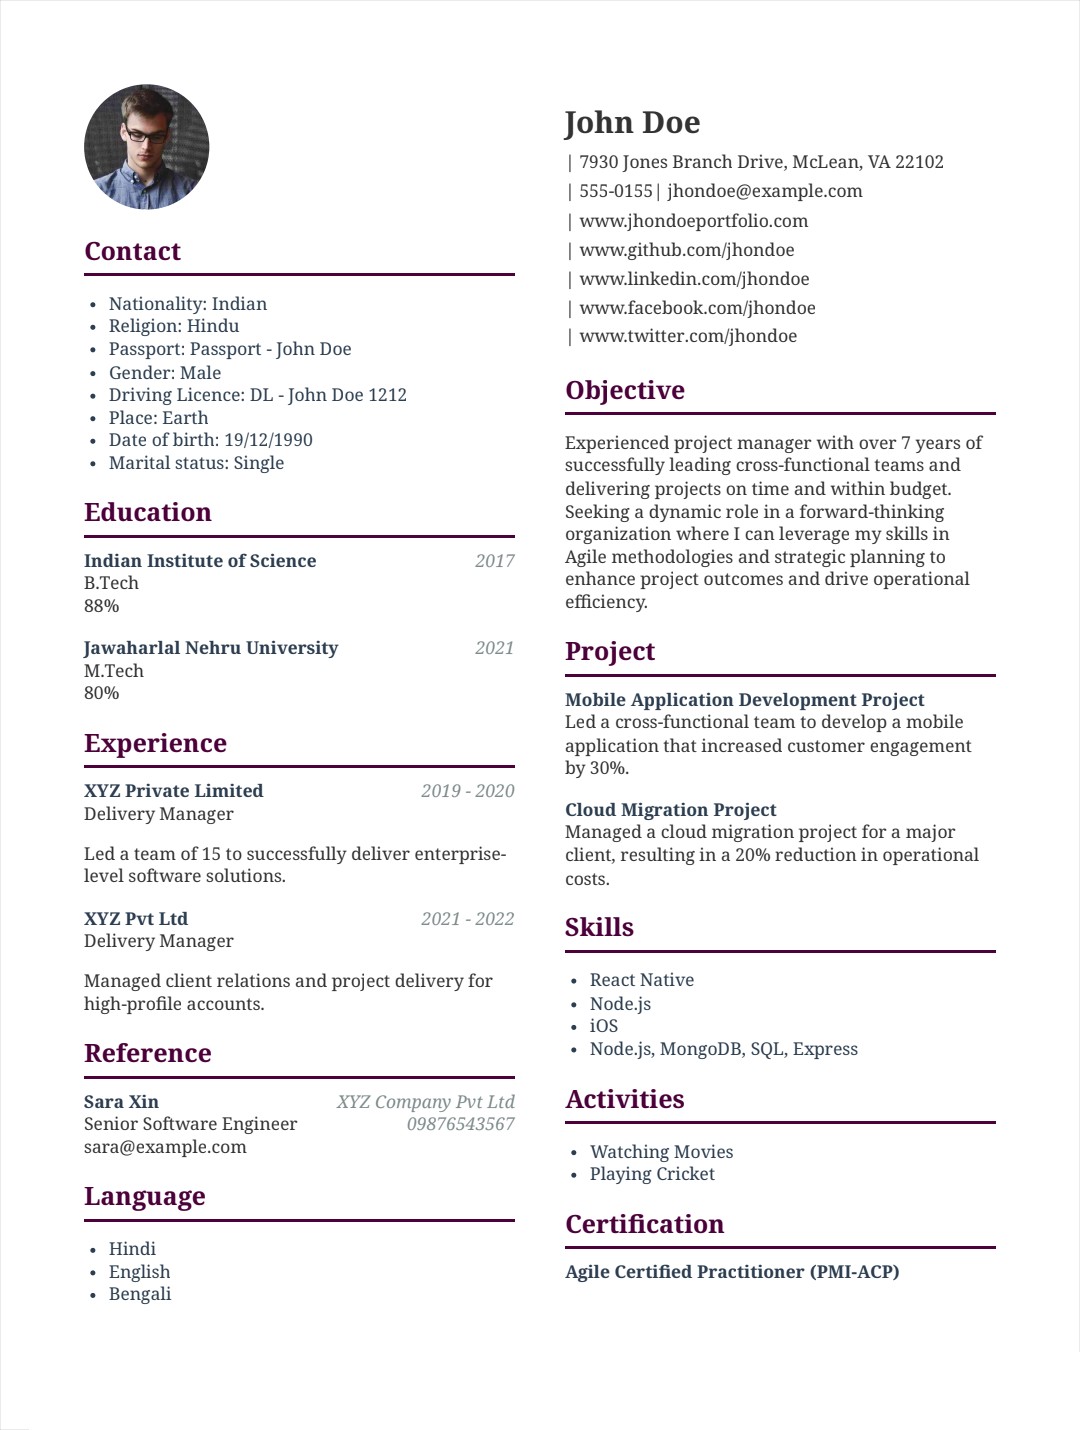 John Doe
| 7930 Jones Branch Drive, McLean, VA 22102
| 555-0155| jhondoe@example.com
| www.jhondoeportfolio.com
| www.github.com/jhondoe
| www.linkedin.com/jhondoe
| www.facebook.com/jhondoe
| www.twitter.com/jhondoe
Contact
• Nationality: Indian
• Religion: Hindu
• Passport: Passport - John Doe
• Gender: Male
• Driving Licence: DL - John Doe 1212
• Place: Earth
• Date of birth: 19/12/1990
• Marital status: Single
Education
Indian Institute of Science 2017
B.Tech
88%
Jawaharlal Nehru University 2021
M.Tech
80%
Experience
XYZ Private Limited 2019 - 2020
Delivery Manager
Led a team of 15 to successfully deliver enterprise-
level software solutions.
XYZ Pvt Ltd 2021 - 2022
Delivery Manager
Managed client relations and project delivery for
high-profile accounts.
Reference
Sara Xin XYZ Company Pvt Ltd
Senior Software Engineer 09876543567
sara@example.com
Language
• Hindi
• English
• Bengali
Objective
Experienced project manager with over 7 years of
successfully leading cross-functional teams and
delivering projects on time and within budget.
Seeking a dynamic role in a forward-thinking
organization where I can leverage my skills in
Agile methodologies and strategic planning to
enhance project outcomes and drive operational
efficiency.
Project
Mobile Application Development Project
Led a cross-functional team to develop a mobile
application that increased customer engagement
by 30%.
Cloud Migration Project
Managed a cloud migration project for a major
client, resulting in a 20% reduction in operational
costs.
Skills
• React Native
• Node.js
• iOS
• Node.js, MongoDB, SQL, Express
Activities
• Watching Movies
• Playing Cricket
Certification
Agile Certified Practitioner (PMI-ACP)